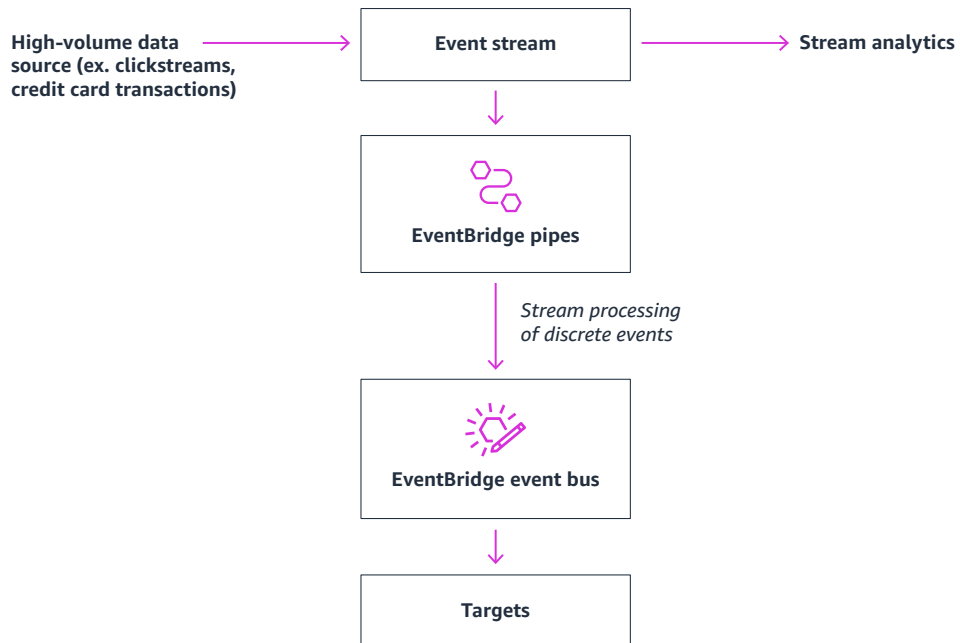 High-volume data
source (ex. clickstreams,
credit card transactions)
Event stream
Stream analytics
EventBridge pipes
Stream processing
of discrete events
EventBridge event bus
Targets